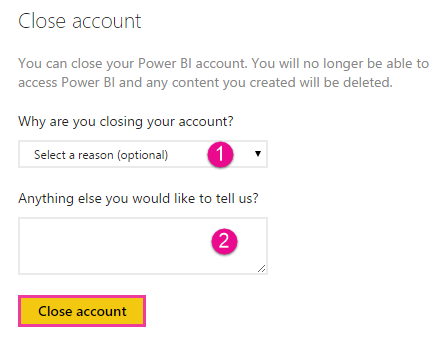 Close account
You can close your Power BI account. You will no longer be able to
access Power BI and any content you created will be deleted.
Why are you closing your account?
Select a reason (optional) 1
Anything else you would like to tell us?
2
Close account